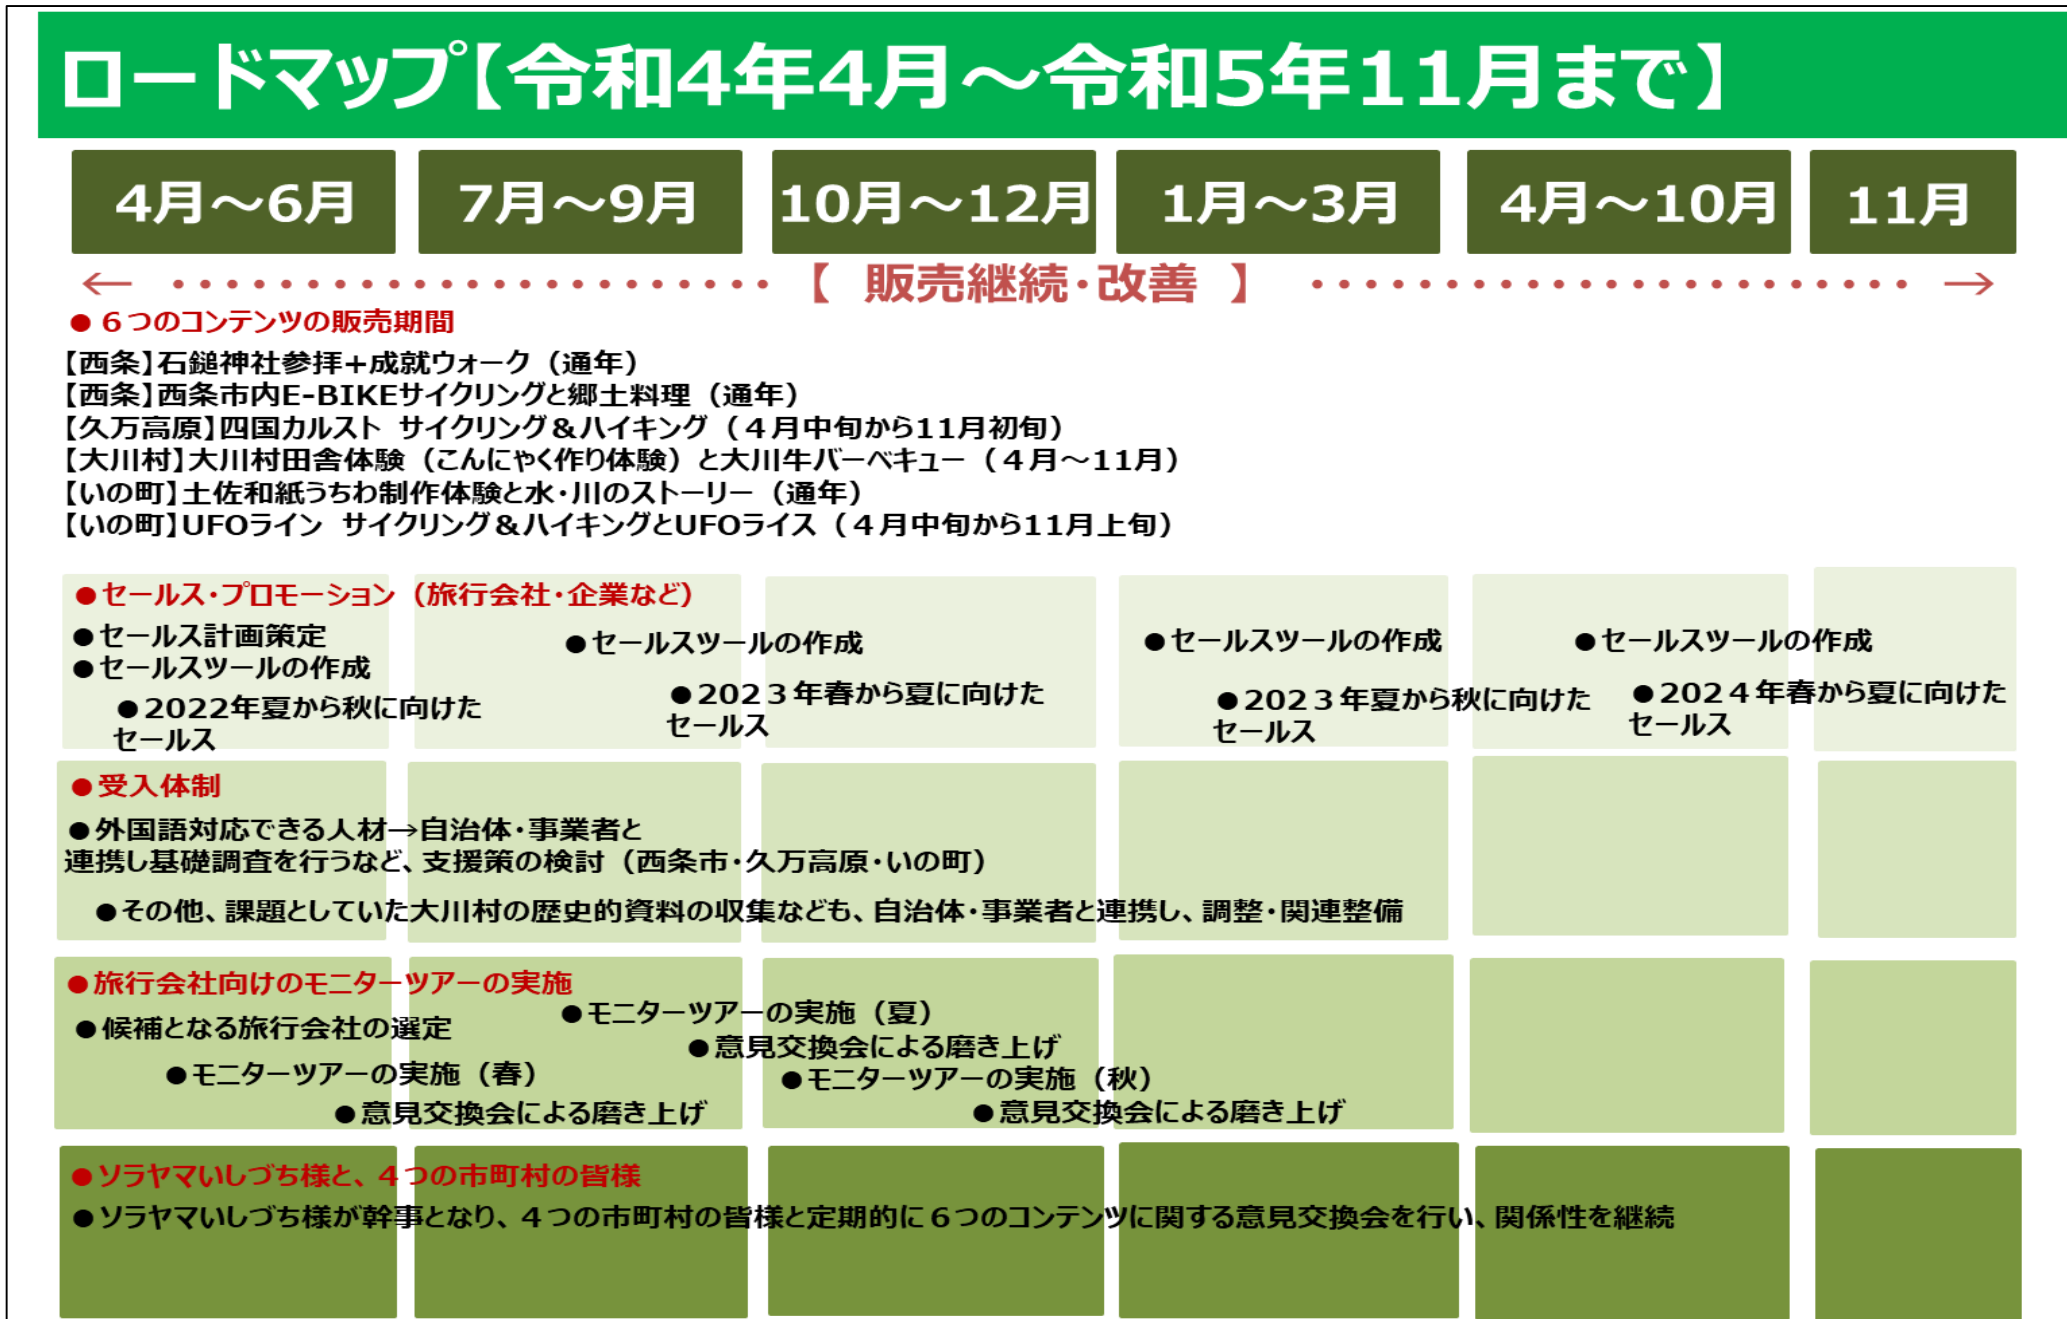 ロードマップ【令和4年4月～令和5年11月まで】
4月～6月
7月～9月
10月～12月
1月～3月
4月～10月
11月
← ・・・・・・・・・・・・・・・・・・・・・・ 【 販売継続・改善 】 ・・・・・・・・・・・・・・・・・・・・・・ →
●６つのコンテンツの販売期間
【西条】石鎚神社参拝＋成就ウォーク（通年）
【西条】西条市内E-BIKEサイクリングと郷土料理（通年）
【久万高原】四国カルスト サイクリング＆ハイキング（４月中旬から11月初旬）
【大川村】大川村田舎体験（こんにゃく作り体験）と大川牛バーベキュー（４月～11月）
【いの町】土佐和紙うちわ制作体験と水・川のストーリー（通年）
【いの町】UFOライン サイクリング＆ハイキングとUFOライス（４月中旬から11月上旬）
●セールス・プロモーション（旅行会社・企業など）
●セールス計画策定
●セールスツールの作成
●2022年夏から秋に向けた
セールス
●セールスツールの作成
●202３年春から夏に向けた
セールス
●セールスツールの作成
●202３年夏から秋に向けた
セールス
●セールスツールの作成
●202４年春から夏に向けた
セールス
●受入体制
●外国語対応できる人材→自治体・事業者と
連携し基礎調査を行うなど、支援策の検討（西条市・久万高原・いの町）
●その他、課題としていた大川村の歴史的資料の収集なども、自治体・事業者と連携し、調整・関連整備
●旅行会社向けのモニターツアーの実施
●候補となる旅行会社の選定
●モニターツアーの実施（春）
●意見交換会による磨き上げ
●モニターツアーの実施（夏）
●意見交換会による磨き上げ
●モニターツアーの実施（秋）
●意見交換会による磨き上げ
●ソラヤマいしづち様と、４つの市町村の皆様
●ソラヤマいしづち様が幹事となり、４つの市町村の皆様と定期的に６つのコンテンツに関する意見交換会を行い、関係性を継続